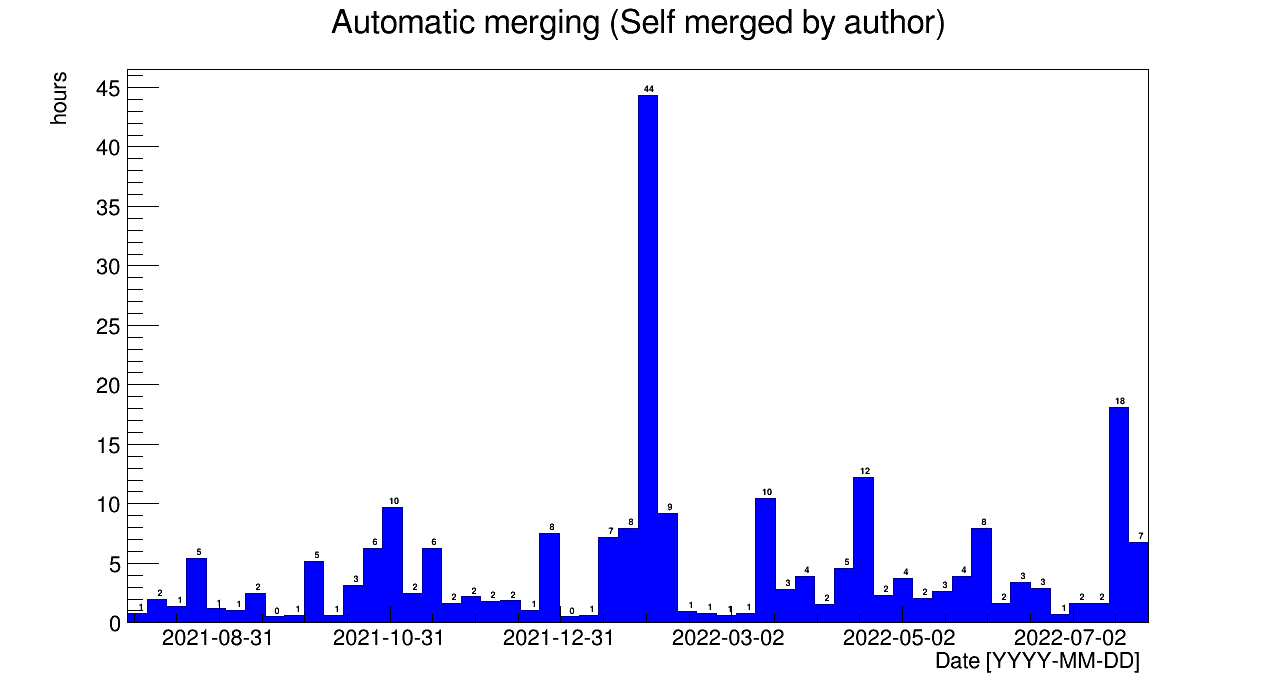 Automatic merging (Self merged by author)
hours
45
40
35
30
25
20
15
10
5
0
1 2 1 5 1 1 2 0 1 5 1 3 6 10 2 6 2 2 2 2 1 8 0 1 7 8 44 9 1 1 1 1 10 3 4 2 5 12 2 4 2 3 4 8 2 3 3 1 2 2 18 7
2021-08-31 2021-10-31 2021-12-31 2022-03-02 2022-05-02 2022-07-02
Date [YYYY-MM-DD]